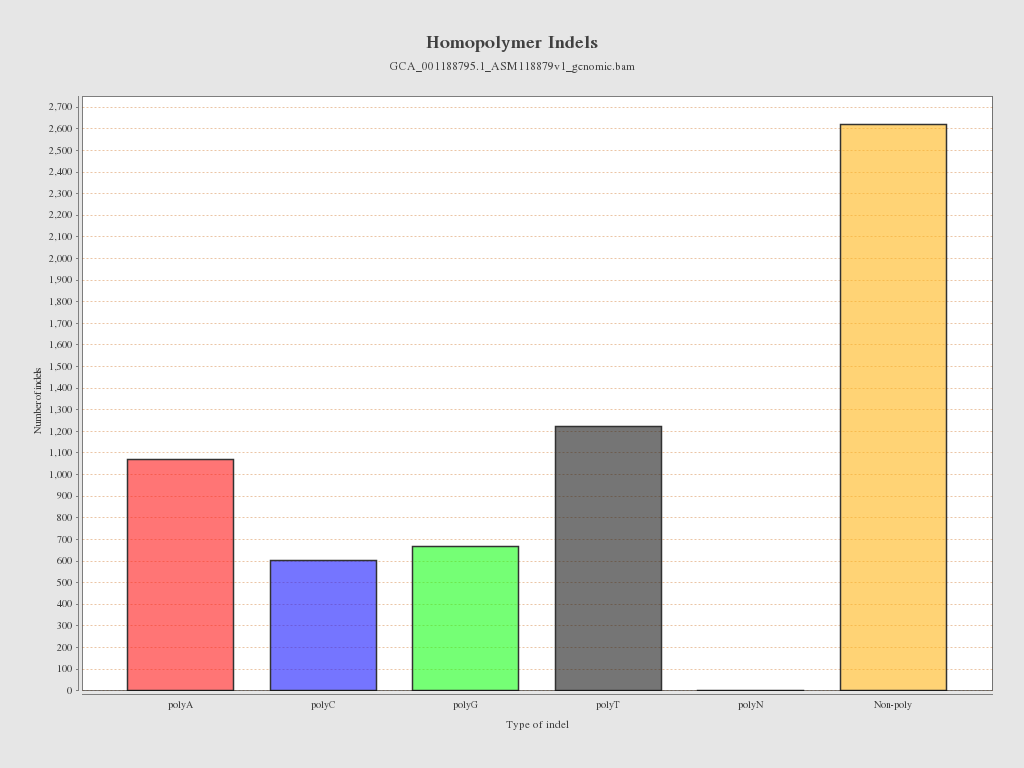 Homopolymer Indels
GCA_001188795.1_ASM118879v1_genomic.bam
2,700
2,600
2,500
2,400
2,300
2,200
2,100
2,000
1,900
1,800
1,700
1,600
1,500
1,400
1,300
1,200
1,100
1,000
900
800
700
600
500
400
300
200
100
0
Number of indels
polyA
polyC
polyG
polyT
polyN
Non-poly
Type of indel